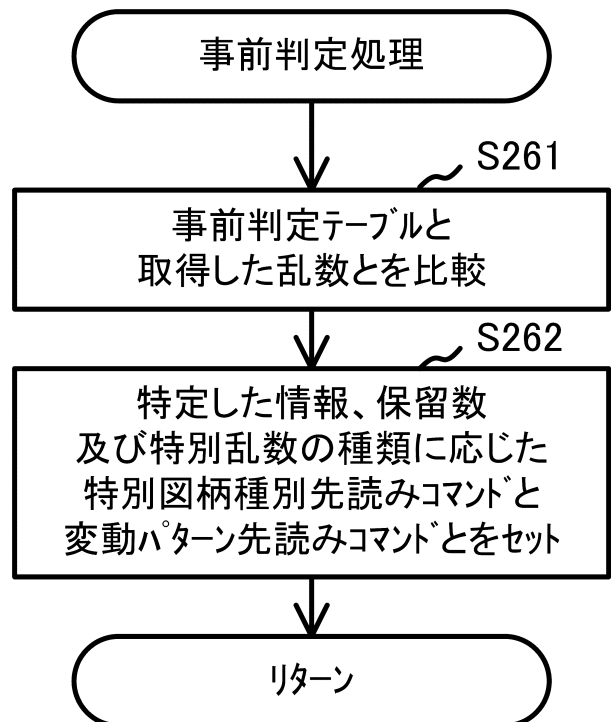 事前判定処理
S261
事前判定ﾃｰﾌﾞﾙと
取得した乱数とを比較
S262
特定した情報、保留数
及び特別乱数の種類に応じた
特別図柄種別先読みｺﾏﾝﾄﾞと
変動ﾊﾟﾀｰﾝ先読みｺﾏﾝﾄﾞとをｾｯﾄ
ﾘﾀｰﾝ